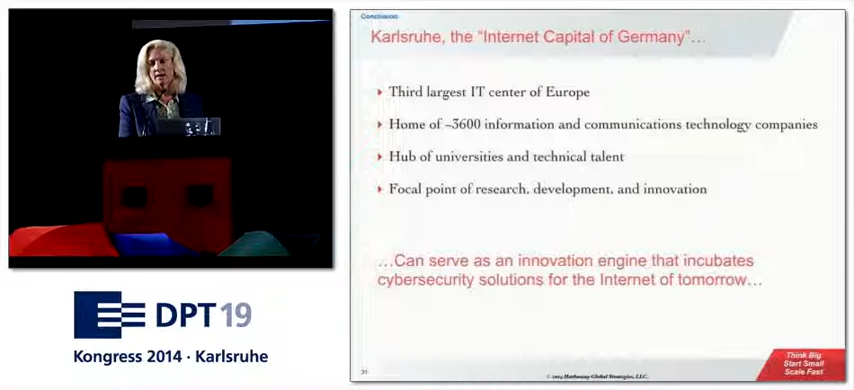 Conclusion
Karlsruhe, the “Internet Capital of Germany”…
Third largest IT center of Europe
Home of ~3600 information and communications technology companies
Hub of universities and technical talent
Focal point of research, development, and innovation
…Can serve as an innovation engine that incubates
cybersecurity solutions for the Internet of tomorrow…
Think Big
Start Small
Scale Fast
31
© 2014 Hathaway Global Strategies, LLC.
DPT 19
Kongress 2014 · Karlsruhe